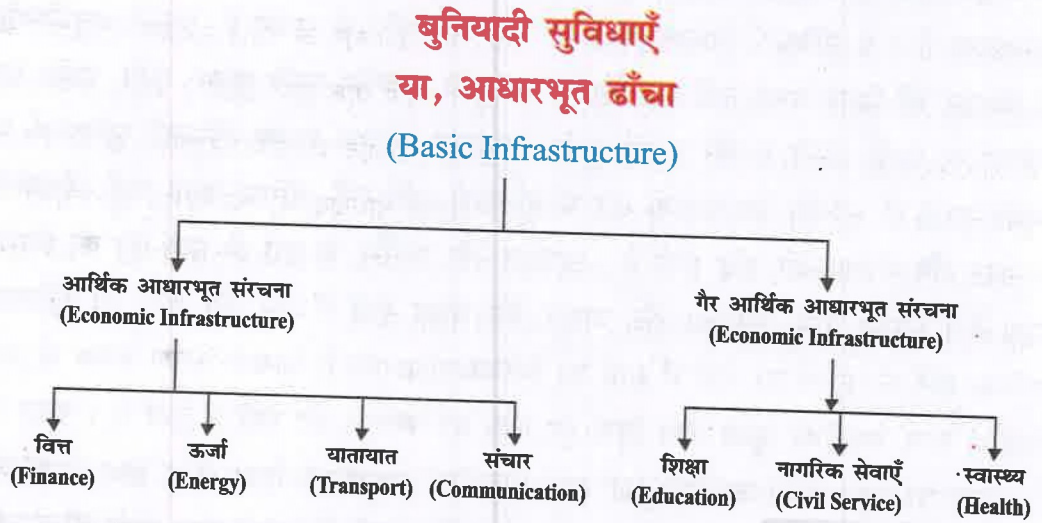 बुनियादी सुविधाएँ
या, आधारभूत ढाँचा
(Basic Infrastructure)
आर्थिक आधारभूत संरचना
(Economic Infrastructure)
गैर आर्थिक आधारभूत संरचना
(Economic Infrastructure)
वित्त
(Finance)
ऊर्जा
(Energy)
यातायात
(Transport)
संचार
(Communication)
शिक्षा
(Education)
नागरिक सेवाएँ
(Civil Service)
स्वास्थ्य
(Health)